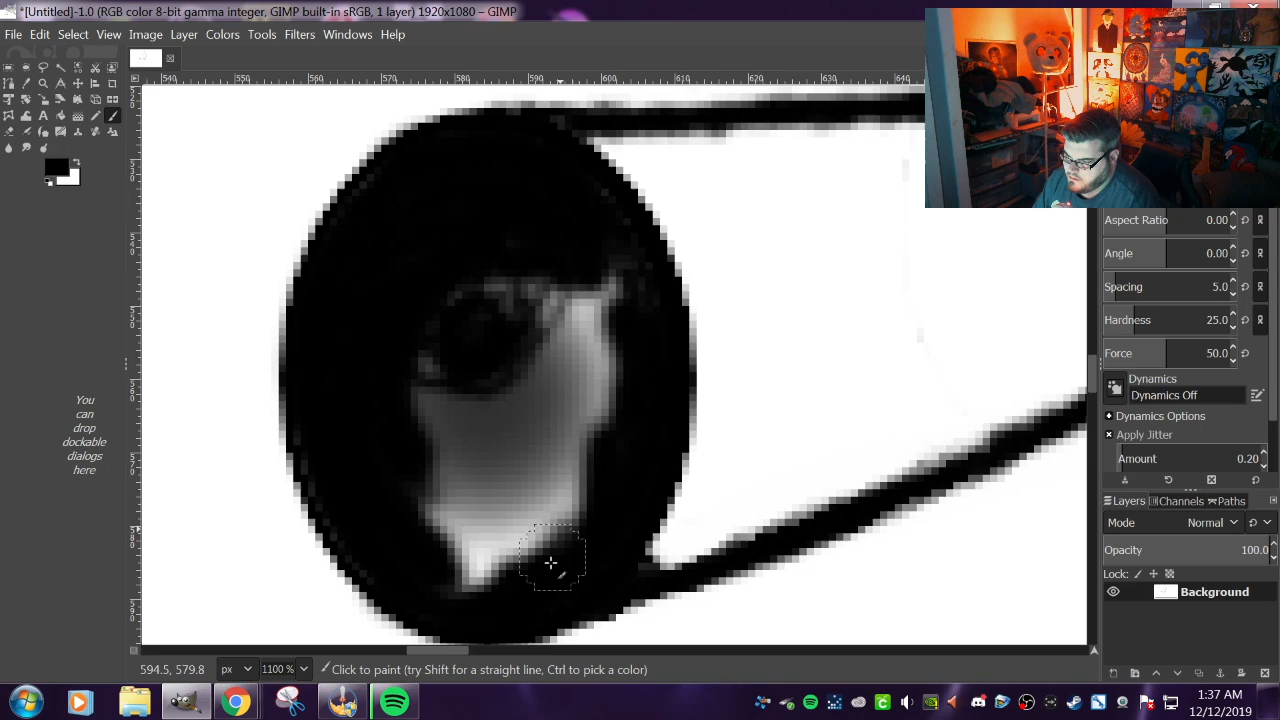 *[Untitled]-1.0 (RGB color 8-bit gamma integer, GIMP built-in sRGB, 1 layer) 1920x1080 – GIMP
File Edit Select View Image Layer Colors Tools Filters Windows Help
540 550 560 570 580 590 600 610 620 630 640
You
can
drop
dockable
dialogs
here
Aspect Ratio 0.00
Angle 0.00
Spacing 5.0
Hardness 25.0
Force 50.0
Dynamics
Dynamics Off
Dynamics Options
Apply Jitter
Amount 0.20
Layers Channels Paths
Mode Normal
Opacity 100.0
Lock:
Background
594.5, 579.8 px 1100 % Click to paint (try Shift for a straight line, Ctrl to pick a color)
1:37 AM
12/12/2019